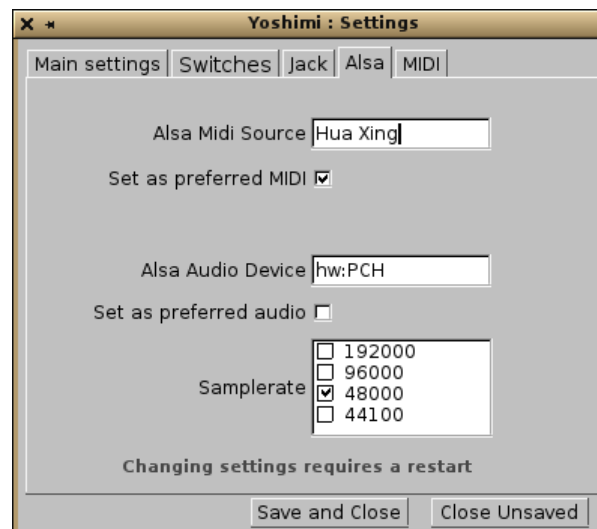 Yoshimi : Settings
Main settings Switches Jack Alsa MIDI
Alsa Midi Source Hua Xing
Set as preferred MIDI
Alsa Audio Device hw:PCH
Set as preferred audio
192000
96000
Samplerate 48000
44100
Changing settings requires a restart
Save and Close Close Unsaved